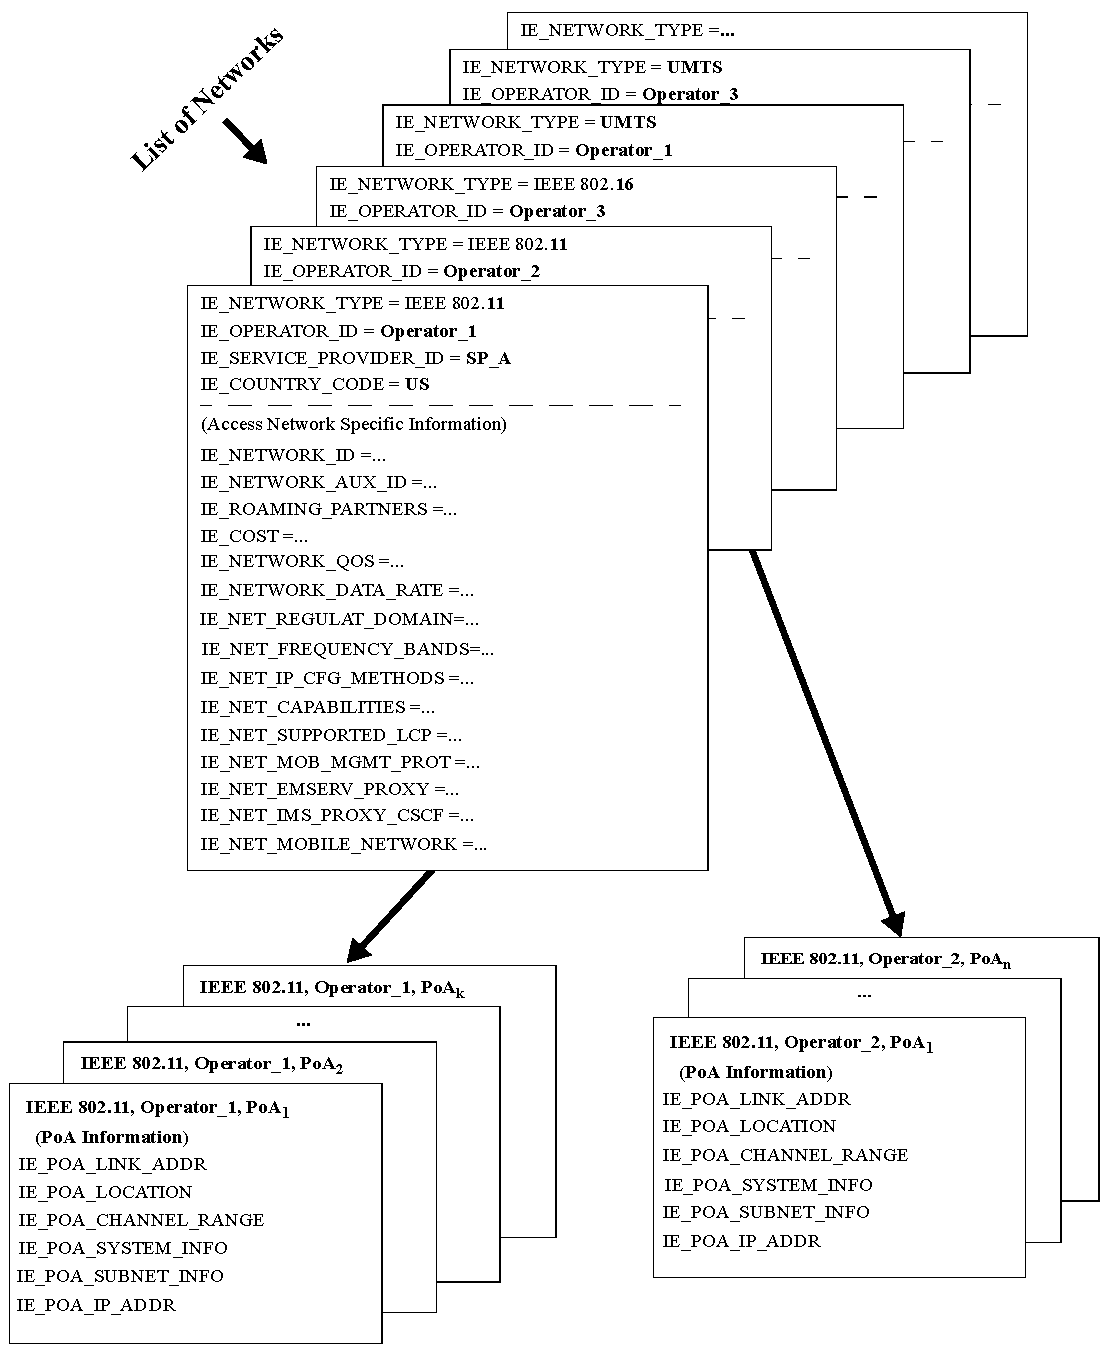 List of Networks
IE_NETWORK_TYPE =...
IE_NETWORK_TYPE = UMTS
IE_OPERATOR_ID = Operator_3
IE_NETWORK_TYPE = UMTS
IE_OPERATOR_ID = Operator_1
IE_NETWORK_TYPE = IEEE 802.16
IE_OPERATOR_ID = Operator_3
IE_NETWORK_TYPE = IEEE 802.11
IE_OPERATOR_ID = Operator_2
IE_NETWORK_TYPE = IEEE 802.11
IE_OPERATOR_ID = Operator_1
IE_SERVICE_PROVIDER_ID = SP_A
IE_COUNTRY_CODE = US
(Access Network Specific Information)
IE_NETWORK_ID =...
IE_NETWORK_AUX_ID =...
IE_ROAMING_PARTNERS =...
IE_COST =...
IE_NETWORK_QOS =...
IE_NETWORK_DATA_RATE =...
IE_NET_REGULAT_DOMAIN=...
IE_NET_FREQUENCY_BANDS=...
IE_NET_IP_CFG_METHODS =...
IE_NET_CAPABILITIES =...
IE_NET_SUPPORTED_LCP =...
IE_NET_MOB_MGMT_PROT =...
IE_NET_EMSERV_PROXY =...
IE_NET_IMS_PROXY_CSCF =...
IE_NET_MOBILE_NETWORK =...
IEEE 802.11, Operator_1, PoAk
...
IEEE 802.11, Operator_1, PoA2
IEEE 802.11, Operator_1, PoA1
(PoA Information)
IE_POA_LINK_ADDR
IE_POA_LOCATION
IE_POA_CHANNEL_RANGE
IE_POA_SYSTEM_INFO
IE_POA_SUBNET_INFO
IE_POA_IP_ADDR
IEEE 802.11, Operator_2, PoAn
...
IEEE 802.11, Operator_2, PoA1
(PoA Information)
IE_POA_LINK_ADDR
IE_POA_LOCATION
IE_POA_CHANNEL_RANGE
IE_POA_SYSTEM_INFO
IE_POA_SUBNET_INFO
IE_POA_IP_ADDR